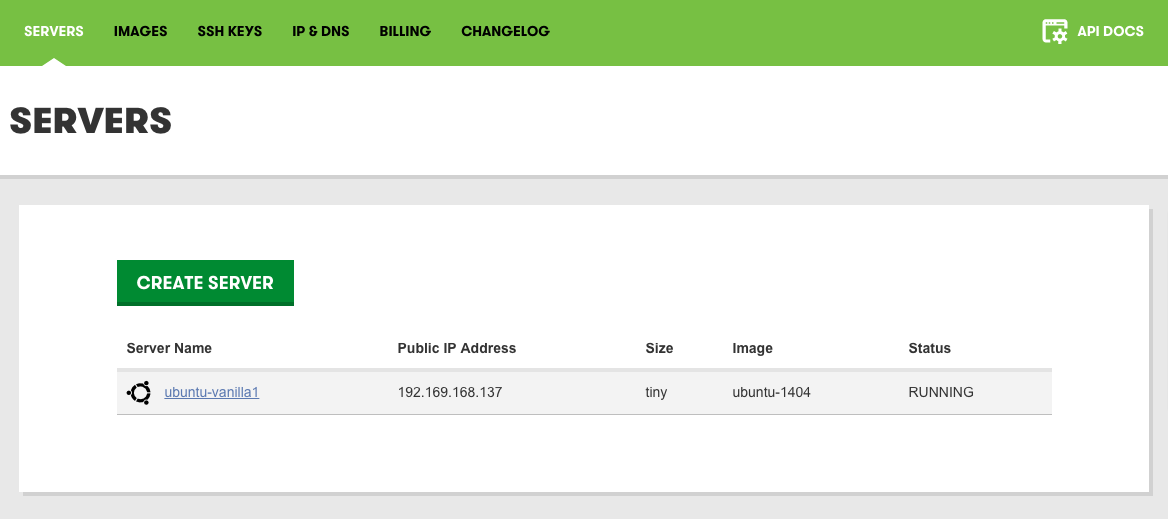 SERVERS IMAGES SSH KEYS IP & DNS BILLING CHANGELOG API DOCS
SERVERS
CREATE SERVER
Server Name Public IP Address Size Image Status
ubuntu-vanilla1 192.169.168.137 tiny ubuntu-1404 RUNNING